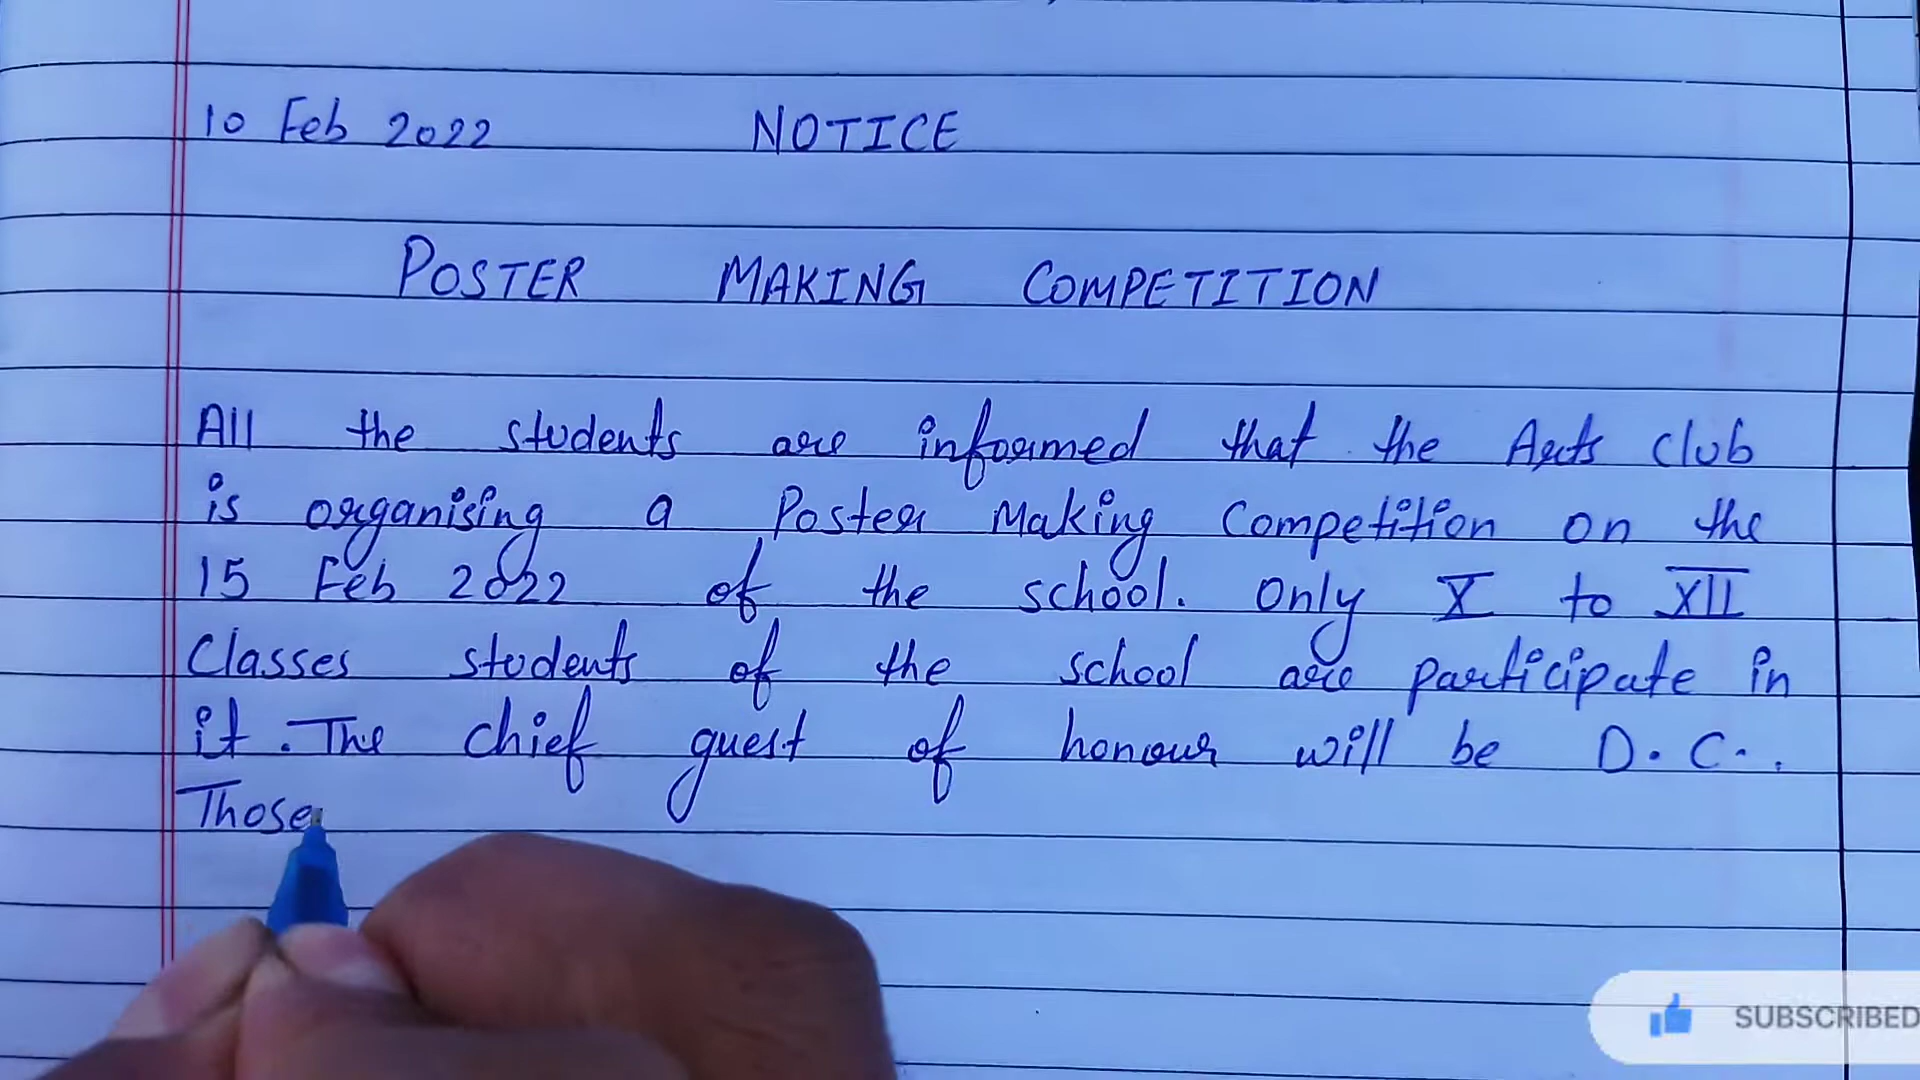 10 Feb 2022 NOTICE
POSTER MAKING COMPETITION
All the students are informed that the Arts club
is organising a Poster Making Competition on the
15 Feb 2022 of the school. Only X to XII
Classes students of the school are participate in
it. The chief guest of honour will be D.C..
Those
SUBSCRIBED